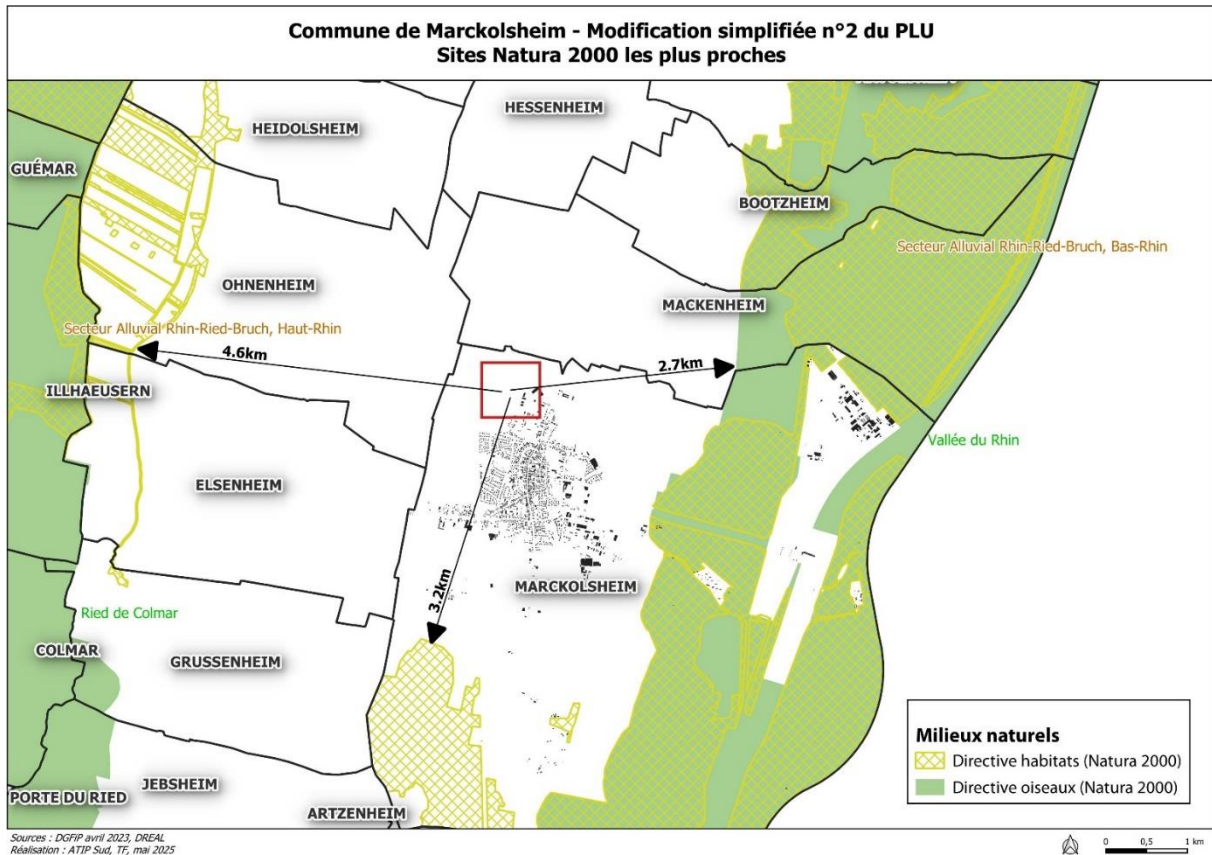 Commune de Marckolsheim - Modification simplifiée n°2 du PLU
Sites Natura 2000 les plus proches
HESSENHEIM
HEIDOLSHEIM
GUÉMAR
BOOTZHEIM
Secteur Alluvial Rhin-Ried-Bruch, Bas-Rhin
OHNENHEIM
MACKENHEIM
Secteur Alluvial Rhin-Ried-Bruch, Haut-Rhin
4.6km
2.7km
ILLHAEUSERN
Vallée du Rhin
ELSENHEIM
MARCKOLSHEIM
3.2km
Ried de Colmar
COLMAR
GRUSSENHEIM
Milieux naturels
Directive habitats (Natura 2000)
Directive oiseaux (Natura 2000)
JEBSHEIM
PORTE DU RIED
ARTZENHEIM
Sources : DGFiP avril 2023, DREAL
Réalisation : ATIP Sud, TF, mai 2025
0 0,5 1 km